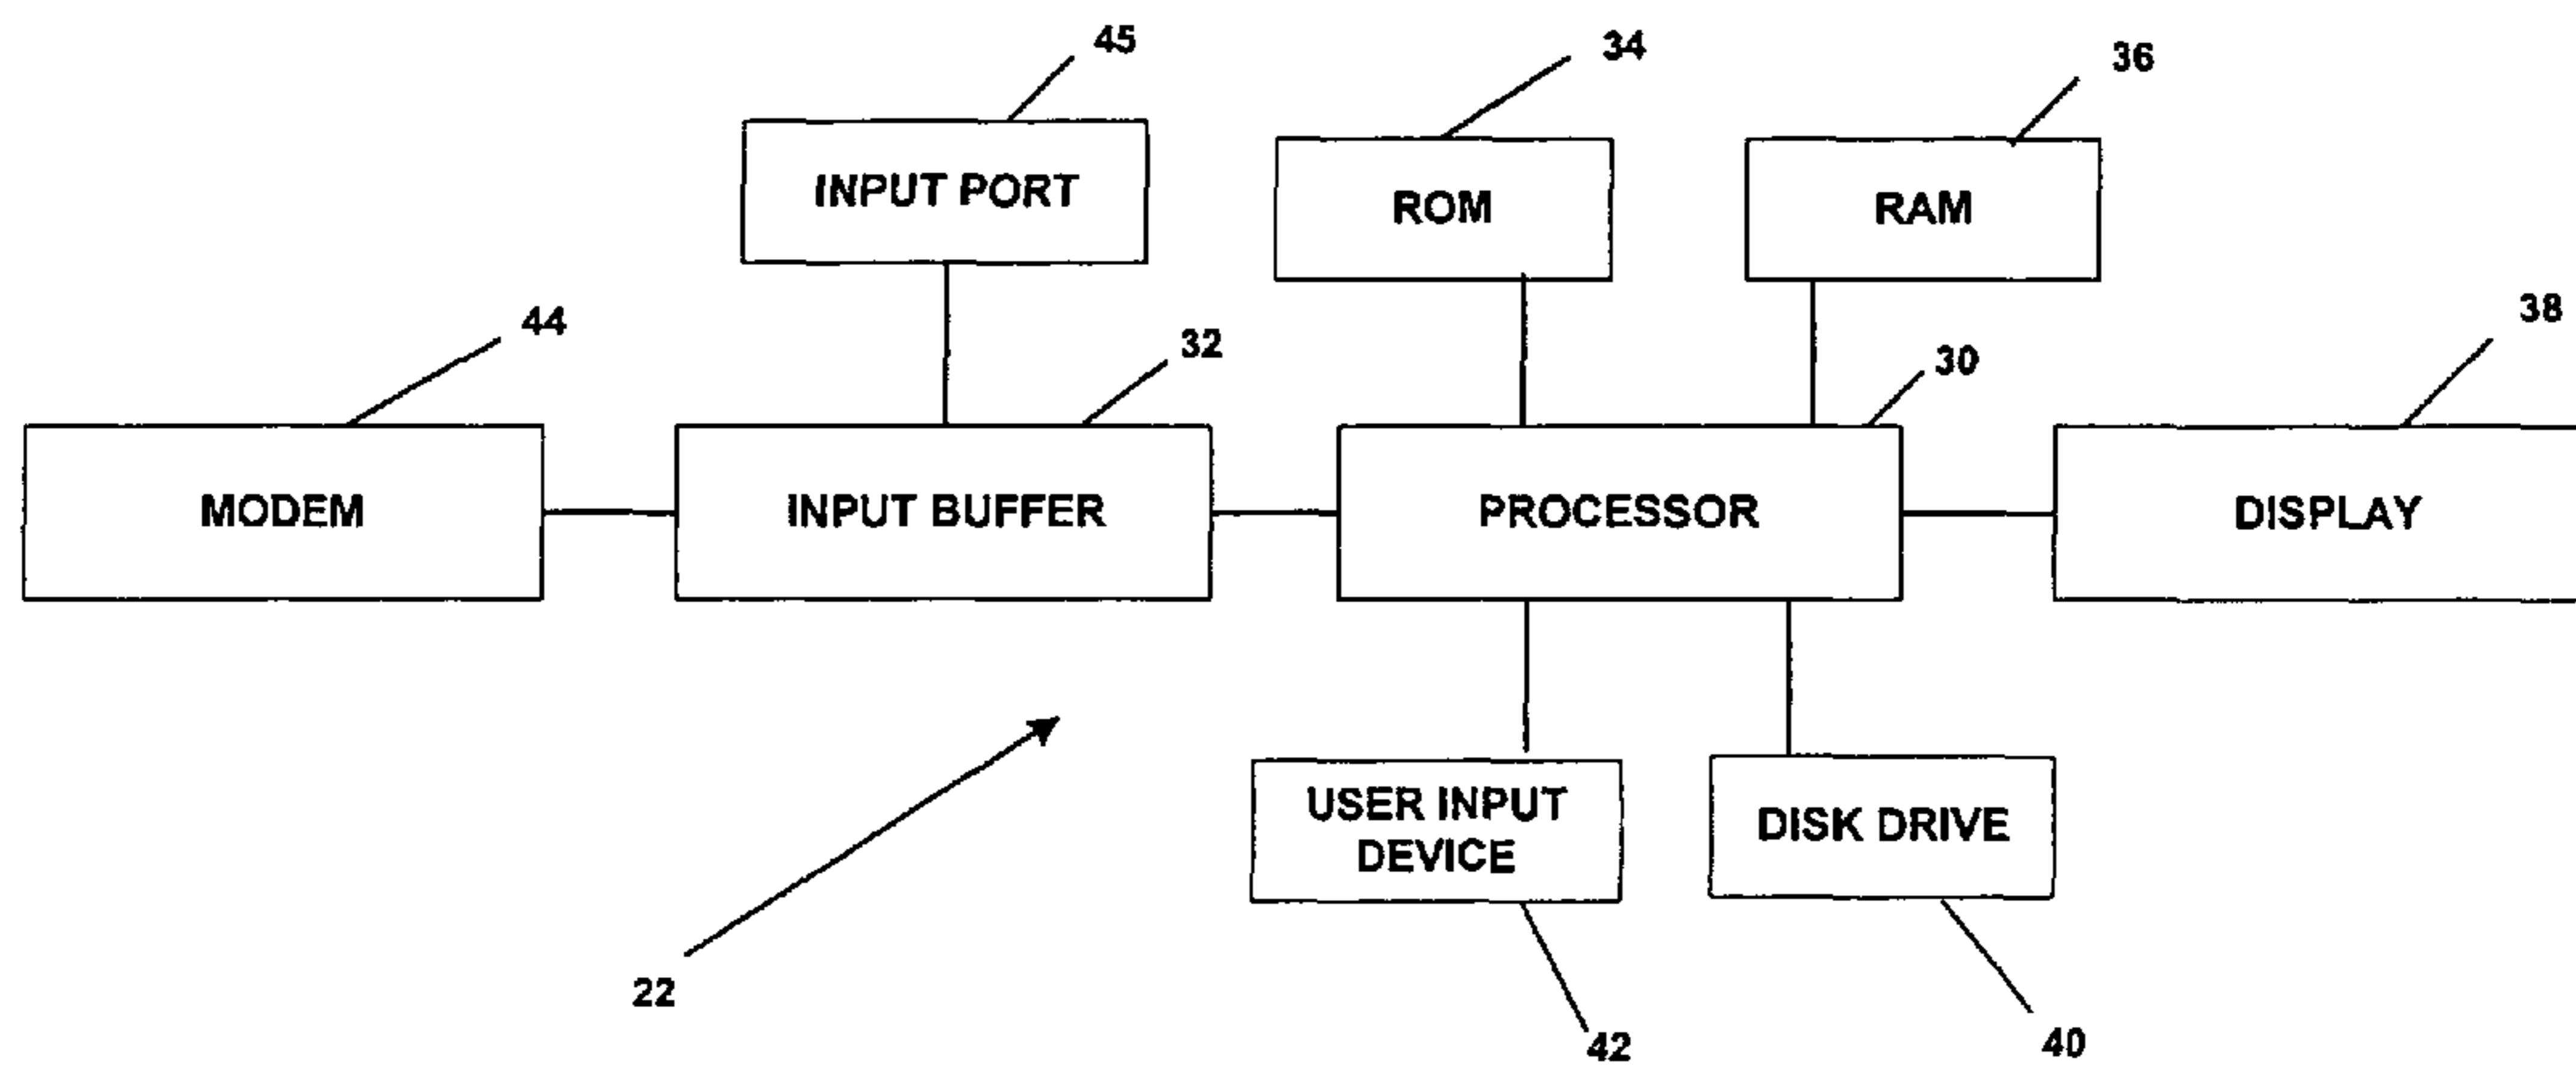 45
34
36
INPUT PORT
ROM
RAM
44
32
30
38
MODEM
INPUT BUFFER
PROCESSOR
DISPLAY
USER INPUT
DEVICE
DISK DRIVE
22
42
40